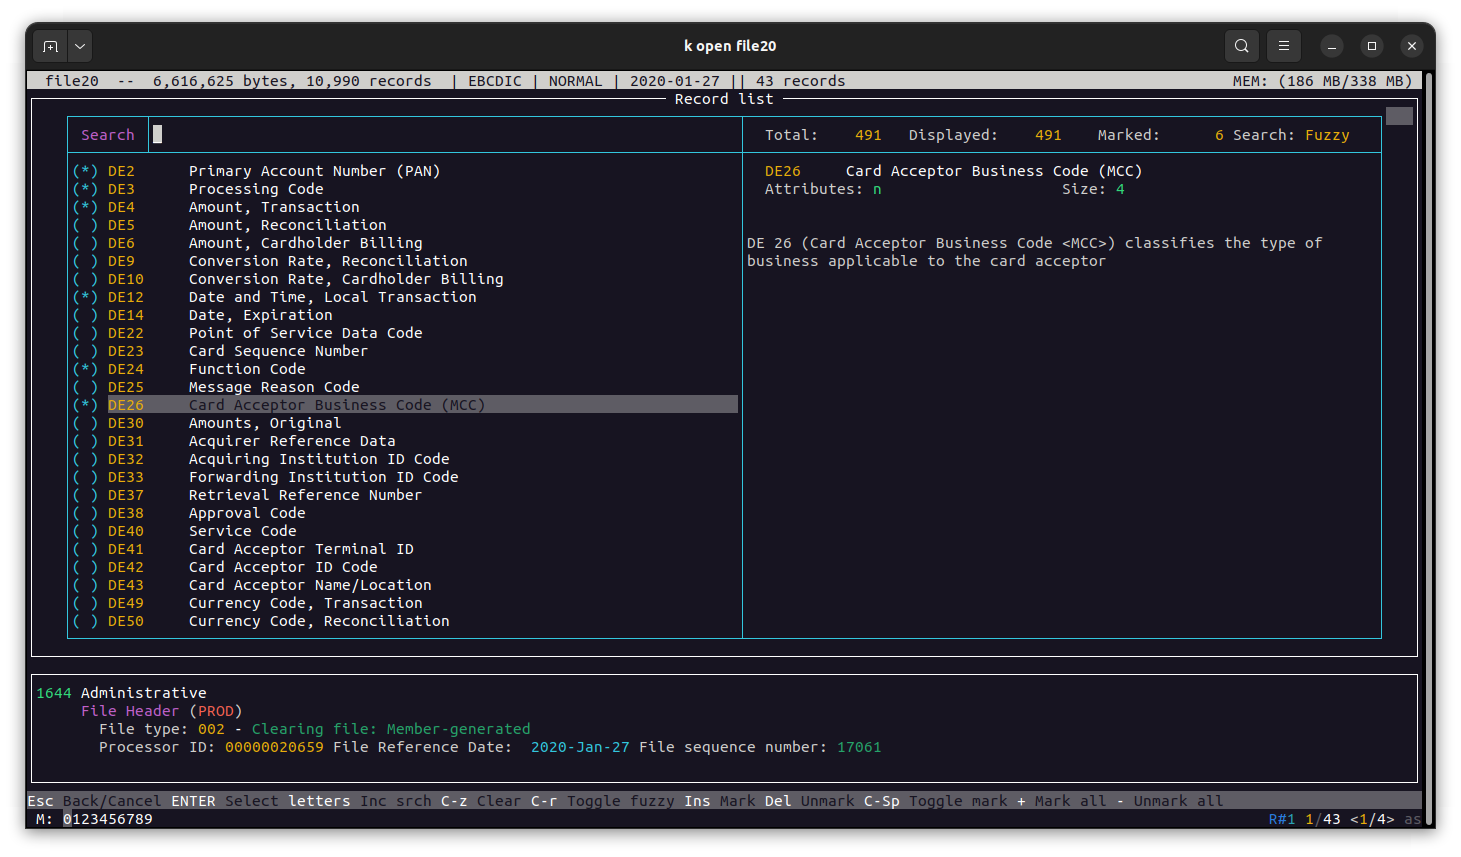 k open file20
file20  --  6,616,625 bytes, 10,990 records  | EBCDIC | NORMAL | 2020-01-27 || 43 records  MEM: (186 MB/338 MB)
Record list
Search  Total: 491  Displayed: 491  Marked: 6 Search: Fuzzy
(*) DE2  Primary Account Number (PAN)  DE26  Card Acceptor Business Code (MCC)
(*) DE3  Processing Code  Attributes: n  Size: 4
(*) DE4  Amount, Transaction
( ) DE5  Amount, Reconciliation
( ) DE6  Amount, Cardholder Billing  DE 26 (Card Acceptor Business Code <MCC>) classifies the type of
( ) DE9  Conversion Rate, Reconciliation  business applicable to the card acceptor
( ) DE10  Conversion Rate, Cardholder Billing
(*) DE12  Date and Time, Local Transaction
( ) DE14  Date, Expiration
( ) DE22  Point of Service Data Code
( ) DE23  Card Sequence Number
(*) DE24  Function Code
( ) DE25  Message Reason Code
(*) DE26  Card Acceptor Business Code (MCC)
( ) DE30  Amounts, Original
( ) DE31  Acquirer Reference Data
( ) DE32  Acquiring Institution ID Code
( ) DE33  Forwarding Institution ID Code
( ) DE37  Retrieval Reference Number
( ) DE38  Approval Code
( ) DE40  Service Code
( ) DE41  Card Acceptor Terminal ID
( ) DE42  Card Acceptor ID Code
( ) DE43  Card Acceptor Name/Location
( ) DE49  Currency Code, Transaction
( ) DE50  Currency Code, Reconciliation
1644 Administrative
File Header (PROD)
File type: 002 - Clearing file: Member-generated
Processor ID: 00000020659 File Reference Date:  2020-Jan-27 File sequence number: 17061
Esc Back/Cancel ENTER Select letters Inc srch C-z Clear C-r Toggle fuzzy Ins Mark Del Unmark C-Sp Toggle mark + Mark all - Unmark all
M: 0123456789  R#1 1/43 <1/4> as